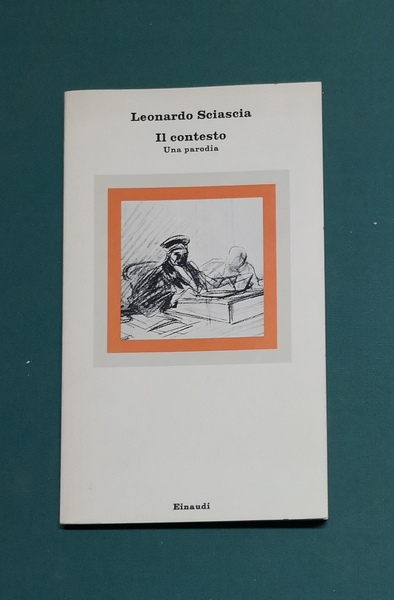 Leonardo Sciascia
Il contesto
Una parodia
Einaudi